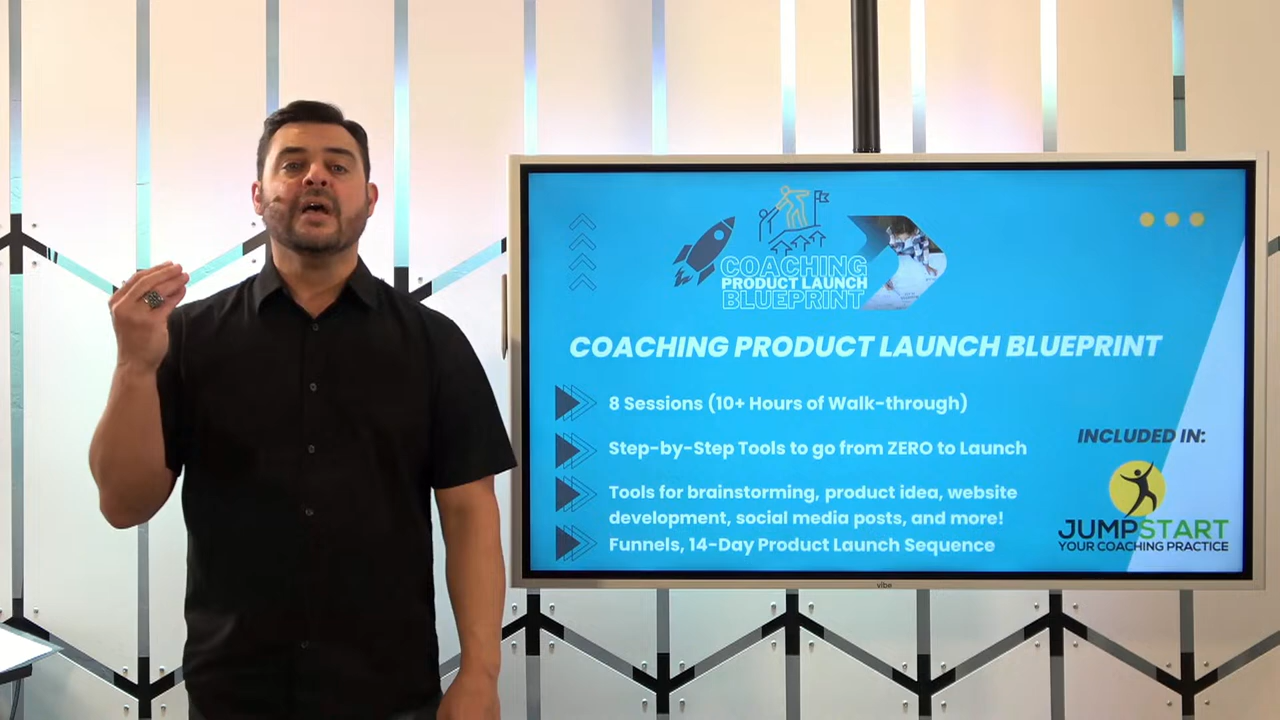 COACHING
PRODUCT LAUNCH
BLUEPRINT
COACHING PRODUCT LAUNCH BLUEPRINT
8 Sessions (10+ Hours of Walk-through)
Step-by-Step Tools to go from ZERO to Launch
Tools for brainstorming, product idea, website
development, social media posts, and more!
Funnels, 14-Day Product Launch Sequence
INCLUDED IN:
JUMPSTART
YOUR COACHING PRACTICE
vibe